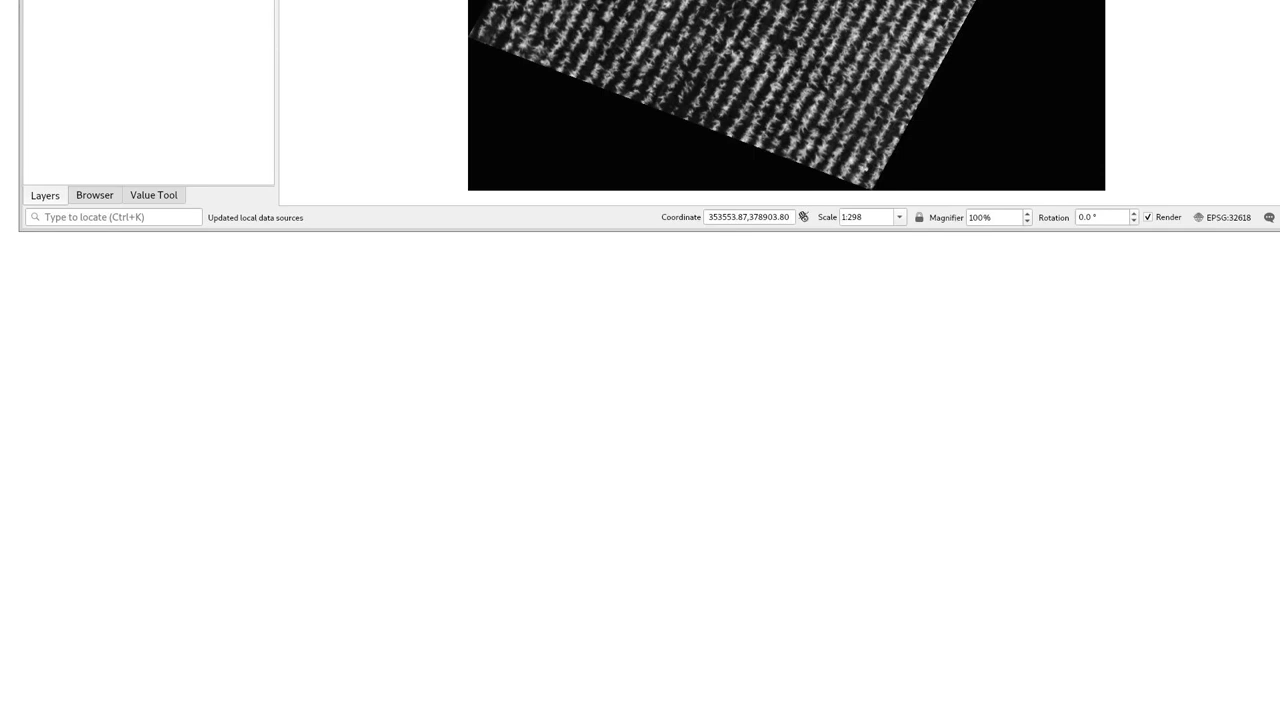 Layers Browser Value Tool
Type to locate (Ctrl+K) Updated local data sources Coordinate 353553.87,378903.80 Scale 1:298 Magnifier 100% Rotation 0.0 ° Render EPSG:32618